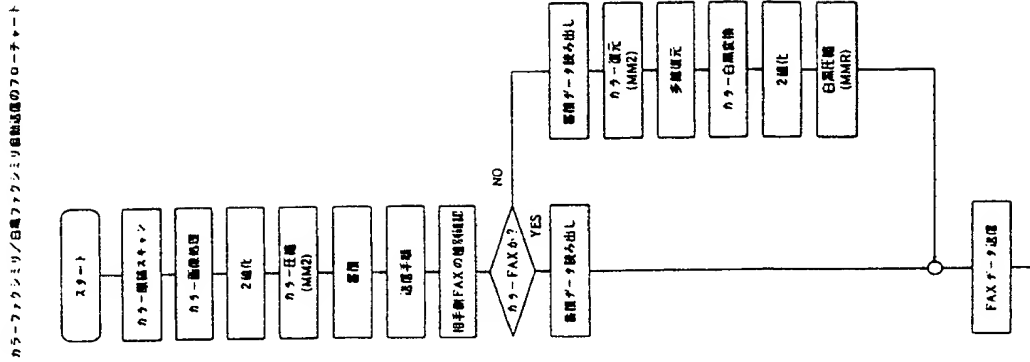 カラーファクシミリ/白黒ファクシミリ自動送信のフローチャート
スタート
カラー原稿スキャン
カラー画像処理
2値化
カラー圧縮
(MM2)
蓄積
送信手順
相手側FAXの種別確認
カラーFAXか?
YES
NO
蓄積データ読み出し
蓄積データ読み出し
カラー復元
(MM2)
多値復元
カラー白黒変換
2値化
白黒圧縮
(MMR)
FAXデータ送信